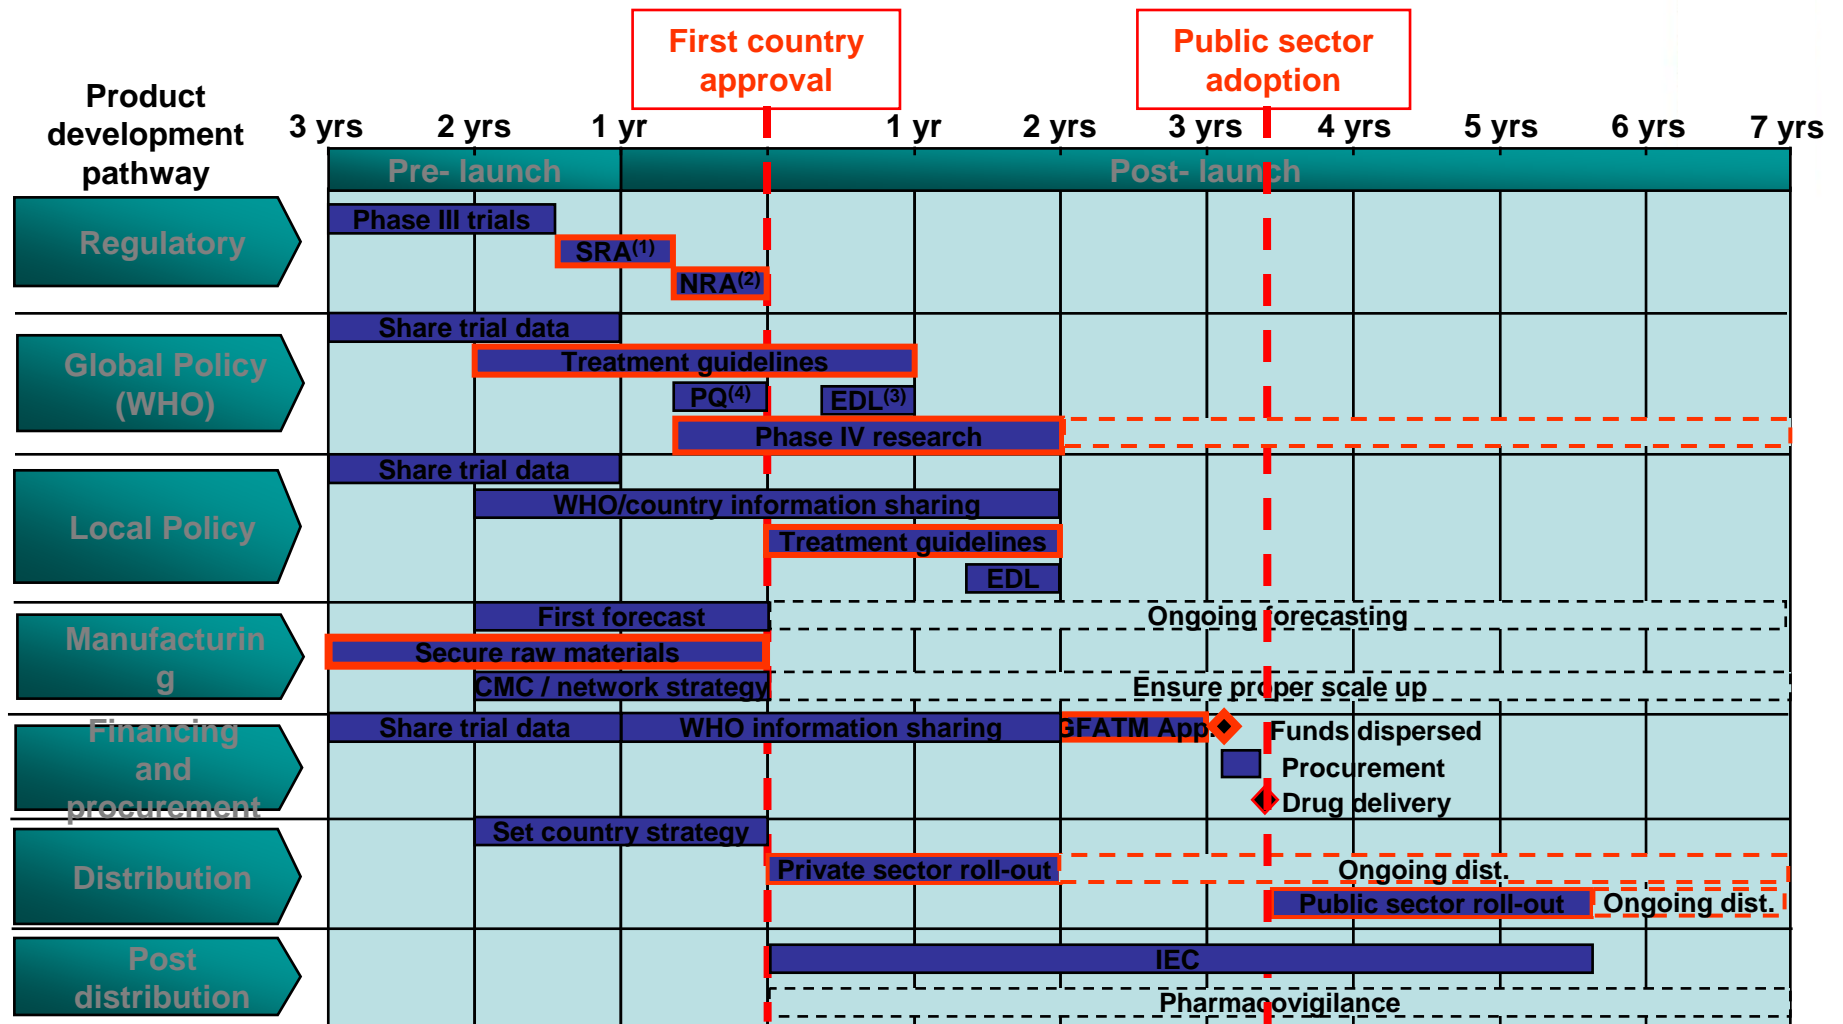 First country
approval
Public sector
adoption
Product
development
pathway
3 yrs 2 yrs 1 yr 1 yr 2 yrs 3 yrs 4 yrs 5 yrs 6 yrs 7 yrs
Pre- launch Post- launch
Regulatory
Phase III trials
SRA(1)
NRA(2)
Global Policy
(WHO)
Share trial data
Treatment guidelines
PQ(4) EDL(3)
Phase IV research
Local Policy
Share trial data
WHO/country information sharing
Treatment guidelines
EDL
Manufacturin
g
First forecast Ongoing forecasting
Secure raw materials
CMC / network strategy Ensure proper scale up
Financing
and
procurement
Share trial data WHO information sharing GFATM App. Funds dispersed
Procurement
Drug delivery
Distribution
Set country strategy
Private sector roll-out Ongoing dist.
Public sector roll-out Ongoing dist.
Post
distribution
IEC
Pharmacovigilance